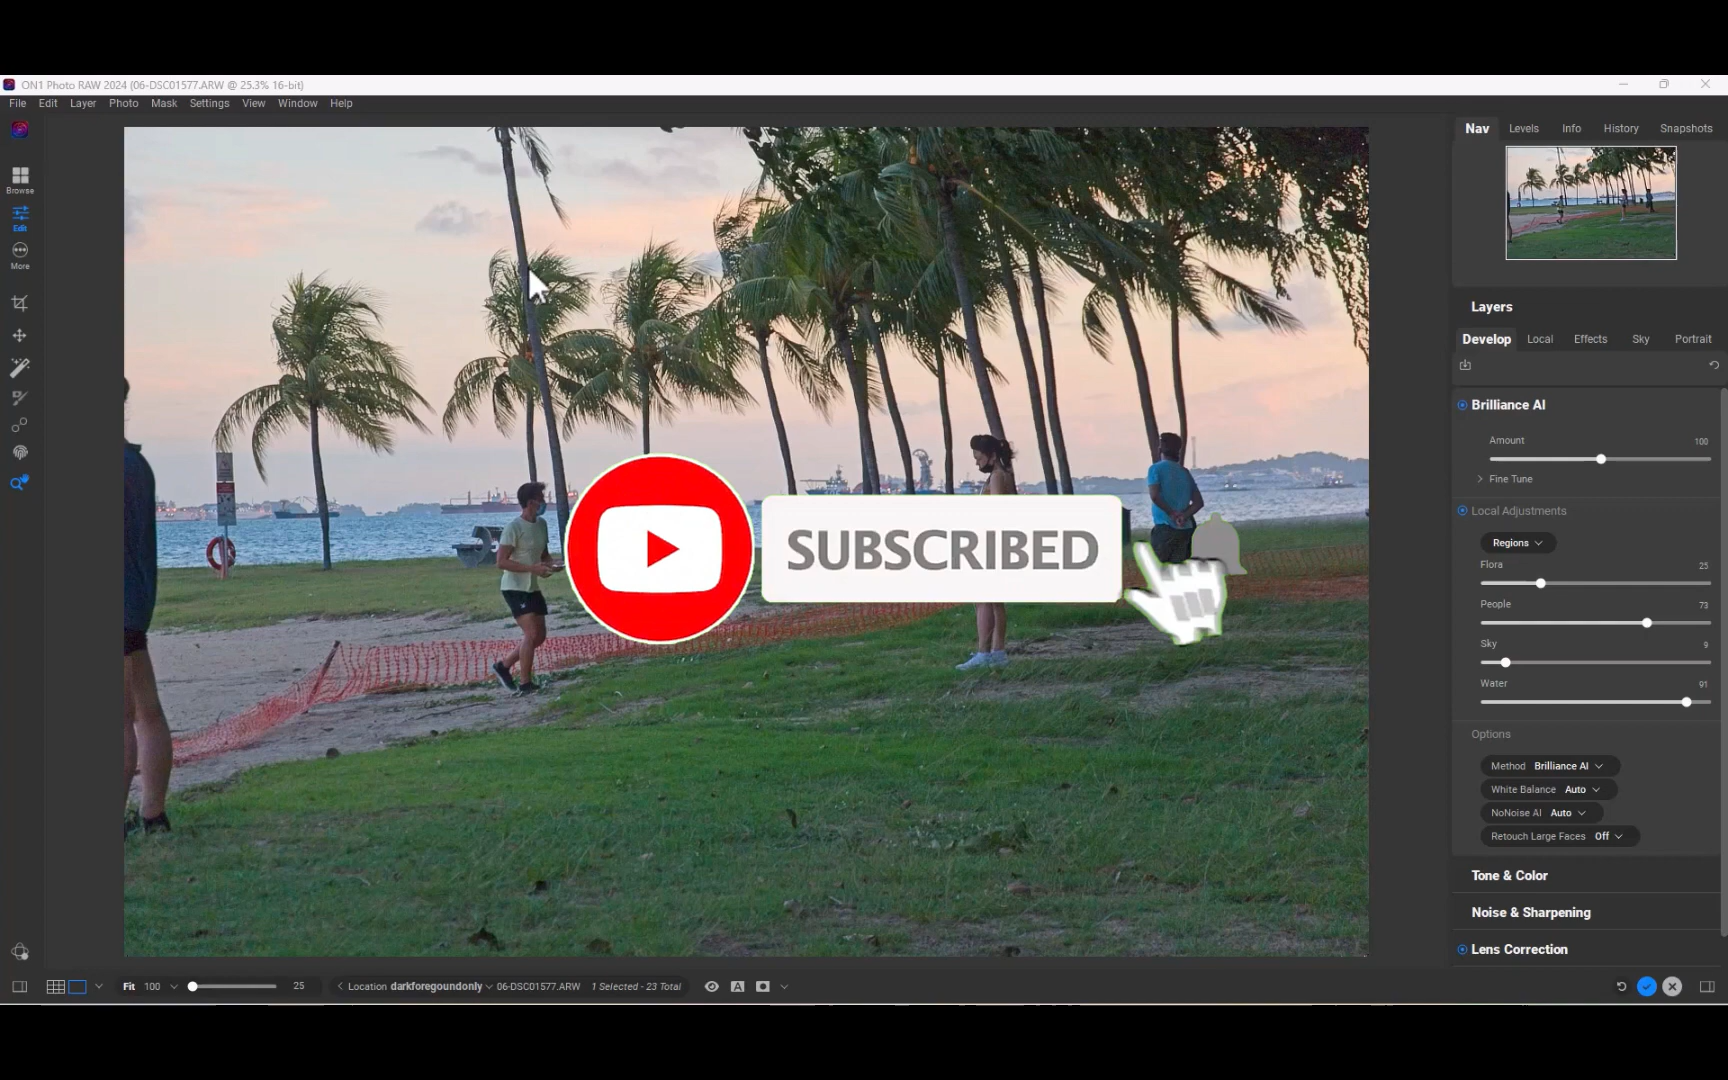 ON1 Photo RAW 2024 (06-DSC01577.ARW @ 25.3% 16-bit)
File Edit Layer Photo Mask Settings View Window Help
Browse
Edit
More
Nav Levels Info History Snapshots
Layers
Develop Local Effects Sky Portrait
Brilliance AI
Amount 100
Fine Tune
Local Adjustments
Regions
Flora 25
People 73
Sky 9
Water 91
Options
Method Brilliance AI
White Balance Auto
NoNoise AI Auto
Retouch Large Faces Off
Tone & Color
Noise & Sharpening
Lens Correction
SUBSCRIBED
Fit 100 25 Location darkforegoundonly 06-DSC01577.ARW 1 Selected - 23 Total A